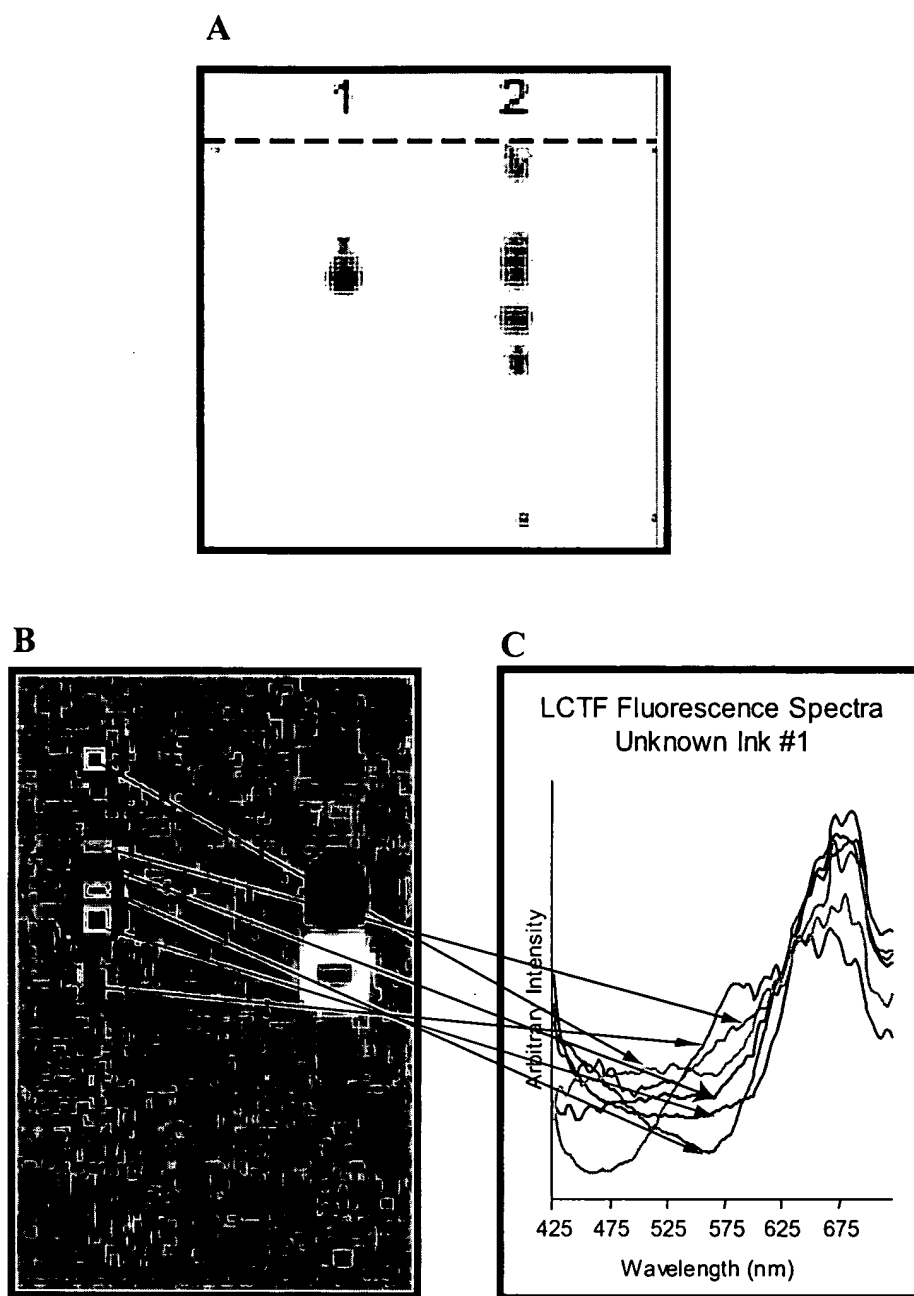 A
1 2
B
C
LCTF Fluorescence Spectra
Unknown Ink #1
Arbitrary Intensity
425 475 525 575 625 675
Wavelength (nm)